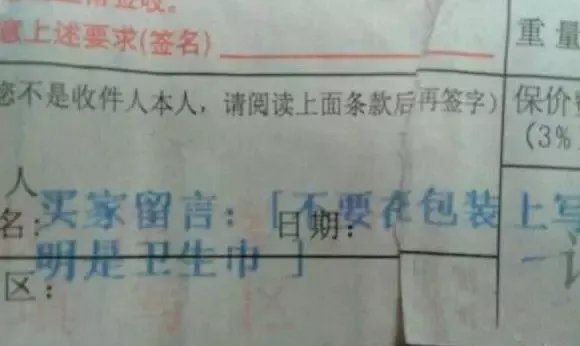 意上述要求(签名)
重量
您不是收件人本人，请阅读上面条款后再签字)
保价
(3%
人
名：
日期：
买家留言：[不要在包装上写
明是卫生巾 ]
区：